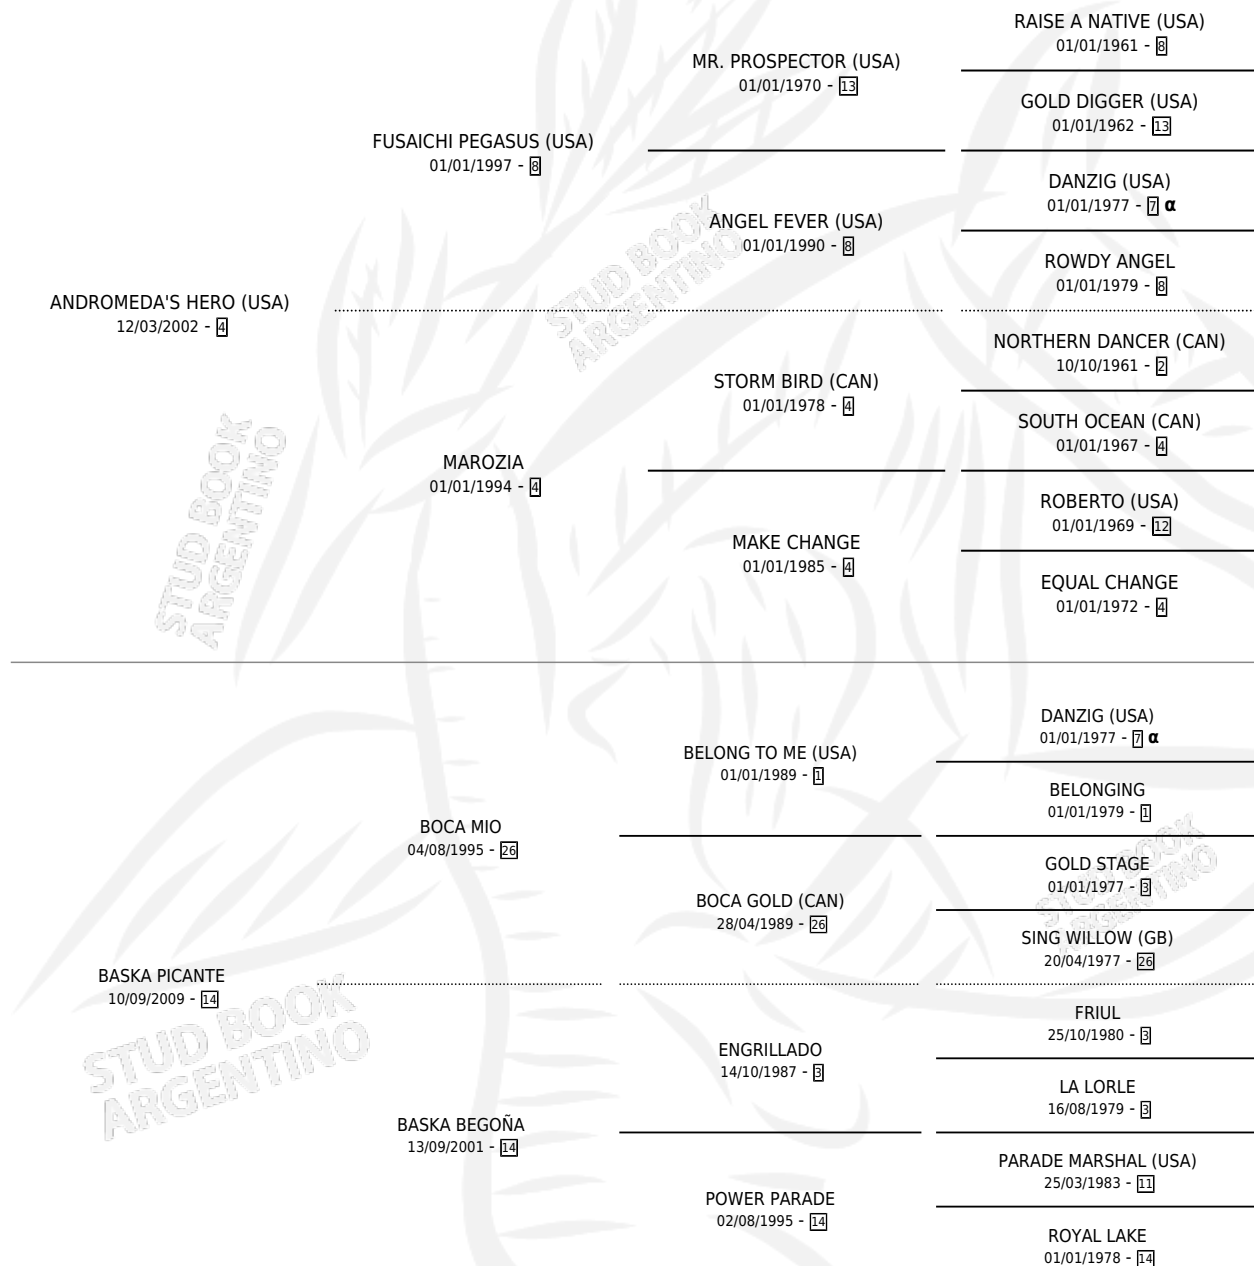 RAISE A NATIVE (USA)
01/01/1961 - 8
MR. PROSPECTOR (USA)
01/01/1970 - 13
GOLD DIGGER (USA)
01/01/1962 - 13
FUSAICHI PEGASUS (USA)
01/01/1997 - 8
DANZIG (USA)
01/01/1977 - 7 α
ANGEL FEVER (USA)
01/01/1990 - 8
ROWDY ANGEL
01/01/1979 - 8
ANDROMEDA'S HERO (USA)
12/03/2002 - 4
NORTHERN DANCER (CAN)
10/10/1961 - 2
STORM BIRD (CAN)
01/01/1978 - 4
SOUTH OCEAN (CAN)
01/01/1967 - 4
MAROZIA
01/01/1994 - 4
ROBERTO (USA)
01/01/1969 - 12
MAKE CHANGE
01/01/1985 - 4
EQUAL CHANGE
01/01/1972 - 4
DANZIG (USA)
01/01/1977 - 7 α
BELONG TO ME (USA)
01/01/1989 - 1
BELONGING
01/01/1979 - 1
BOCA MIO
04/08/1995 - 26
GOLD STAGE
01/01/1977 - 3
BOCA GOLD (CAN)
28/04/1989 - 26
SING WILLOW (GB)
20/04/1977 - 26
BASKA PICANTE
10/09/2009 - 14
FRIUL
25/10/1980 - 3
ENGRILLADO
14/10/1987 - 3
LA LORLE
16/08/1979 - 3
BASKA BEGOÑA
13/09/2001 - 14
PARADE MARSHAL (USA)
25/03/1983 - 11
POWER PARADE
02/08/1995 - 14
ROYAL LAKE
01/01/1978 - 14
STUD BOOK
ARGENTINO
STUD BOOK
ARGENTINO
STUD BOOK
ARGENTINO
STUD BOOK
ARGENTINO